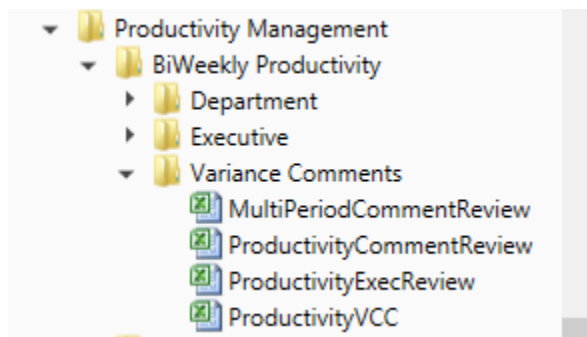 Productivity Management
BiWeekly Productivity
Department
Executive
Variance Comments
MultiPeriodCommentReview
ProductivityCommentReview
ProductivityExecReview
ProductivityVCC